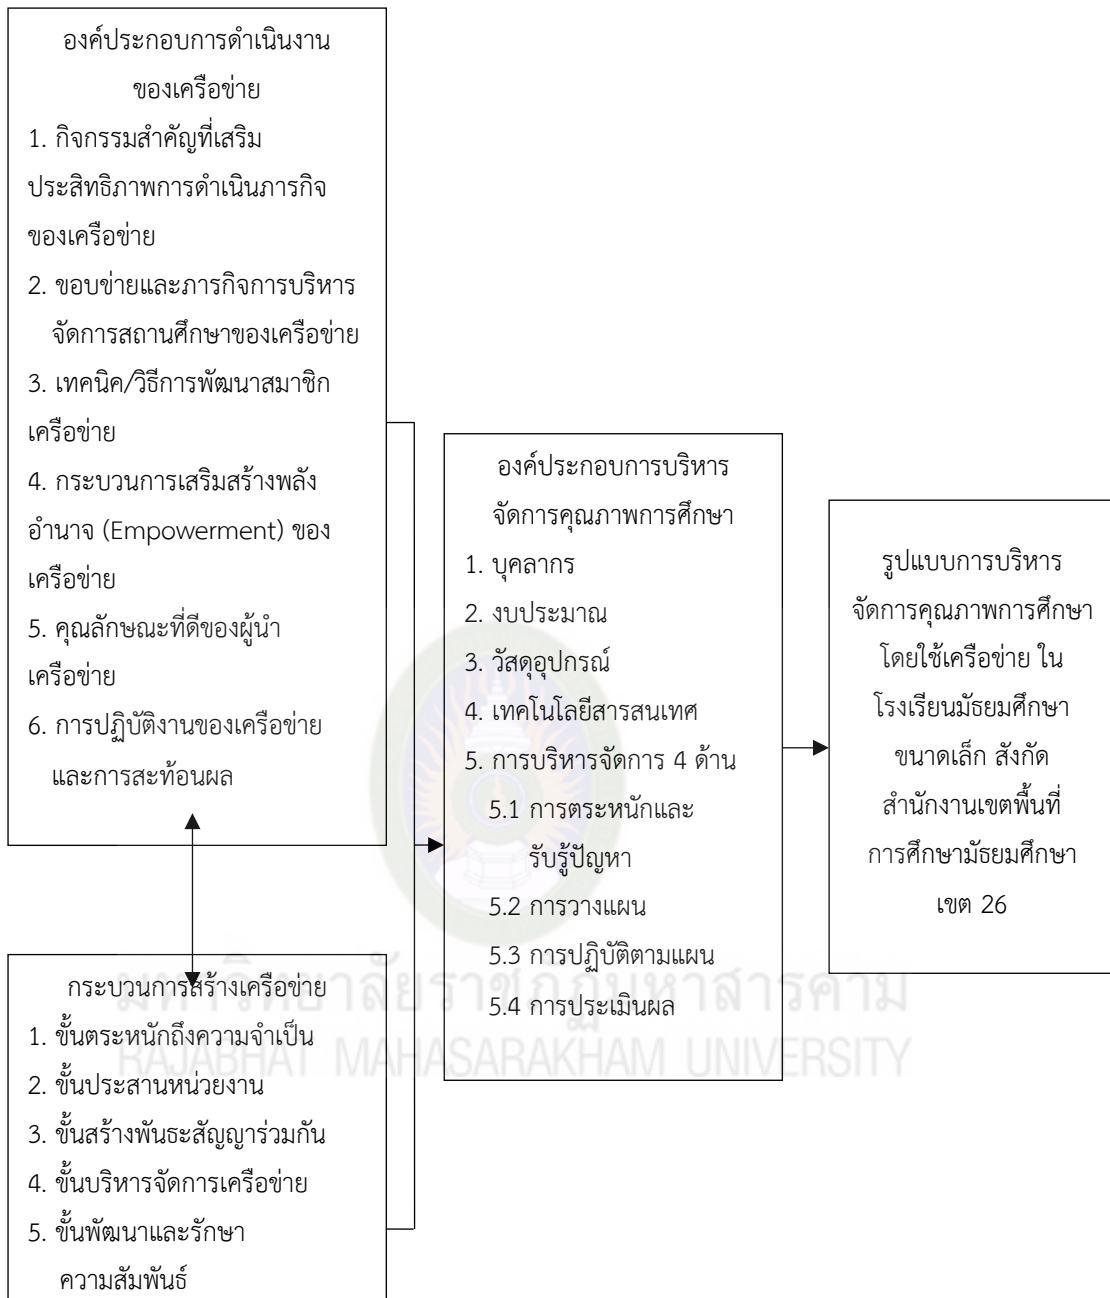 องค์ประกอบการดำเนินงาน
ของเครือข่าย
1. กิจกรรมสำคัญที่เสริม
ประสิทธิภาพการดำเนินภารกิจ
ของเครือข่าย
2. ขอบข่ายและภารกิจการบริหาร
จัดการสถานศึกษาของเครือข่าย
3. เทคนิค/วิธีการพัฒนาสมาชิก
เครือข่าย
4. กระบวนการเสริมสร้างพลัง
อำนาจ (Empowerment) ของ
เครือข่าย
5. คุณลักษณะที่ดีของผู้นำ
เครือข่าย
6. การปฏิบัติงานของเครือข่าย
และการสะท้อนผล
กระบวนการสร้างเครือข่าย
1. ขั้นตระหนักถึงความจำเป็น
2. ขั้นประสานหน่วยงาน
3. ขั้นสร้างพันธะสัญญาร่วมกัน
4. ขั้นบริหารจัดการเครือข่าย
5. ขั้นพัฒนาและรักษา
ความสัมพันธ์
องค์ประกอบการบริหาร
จัดการคุณภาพการศึกษา
1. บุคลากร
2. งบประมาณ
3. วัสดุอุปกรณ์
4. เทคโนโลยีสารสนเทศ
5. การบริหารจัดการ 4 ด้าน
5.1 การตระหนักและ
รับรู้ปัญหา
5.2 การวางแผน
5.3 การปฏิบัติตามแผน
5.4 การประเมินผล
รูปแบบการบริหาร
จัดการคุณภาพการศึกษา
โดยใช้เครือข่าย ใน
โรงเรียนมัธยมศึกษา
ขนาดเล็ก สังกัด
สำนักงานเขตพื้นที่
การศึกษามัธยมศึกษา
เขต 26
มหาวิทยาลัยราชภัฏมหาสารคาม
RAJABHAT MAHASARAKHAM UNIVERSITY